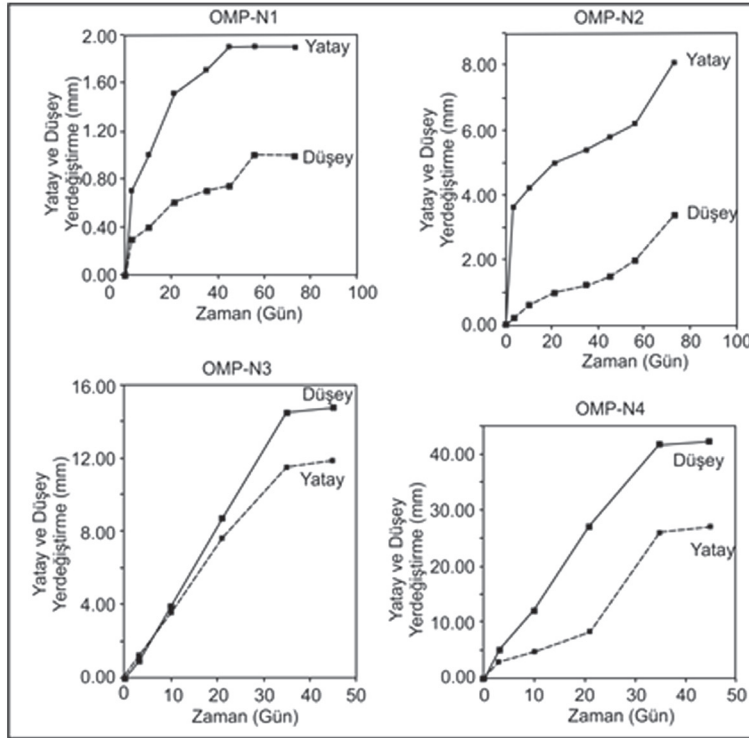 OMP-N1
2.00
1.60
1.20
0.80
0.40
0.00
Yatay ve Düşey
Yerdeğiştirme (mm)
Yatay
Düşey
0 20 40 60 80 100
Zaman (Gün)
OMP-N2
8.00
6.00
4.00
2.00
0.00
Yatay ve Düşey
Yerdeğiştirme (mm)
Yatay
Düşey
0 20 40 60 80 100
Zaman (Gün)
OMP-N3
16.00
12.00
8.00
4.00
0.00
Yatay ve Düşey
Yerdeğiştirme (mm)
Düşey
Yatay
0 10 20 30 40 50
Zaman (Gün)
OMP-N4
40.00
30.00
20.00
10.00
0.00
Yatay ve Düşey
Yerdeğiştirme (mm)
Düşey
Yatay
0 10 20 30 40 50
Zaman (Gün)